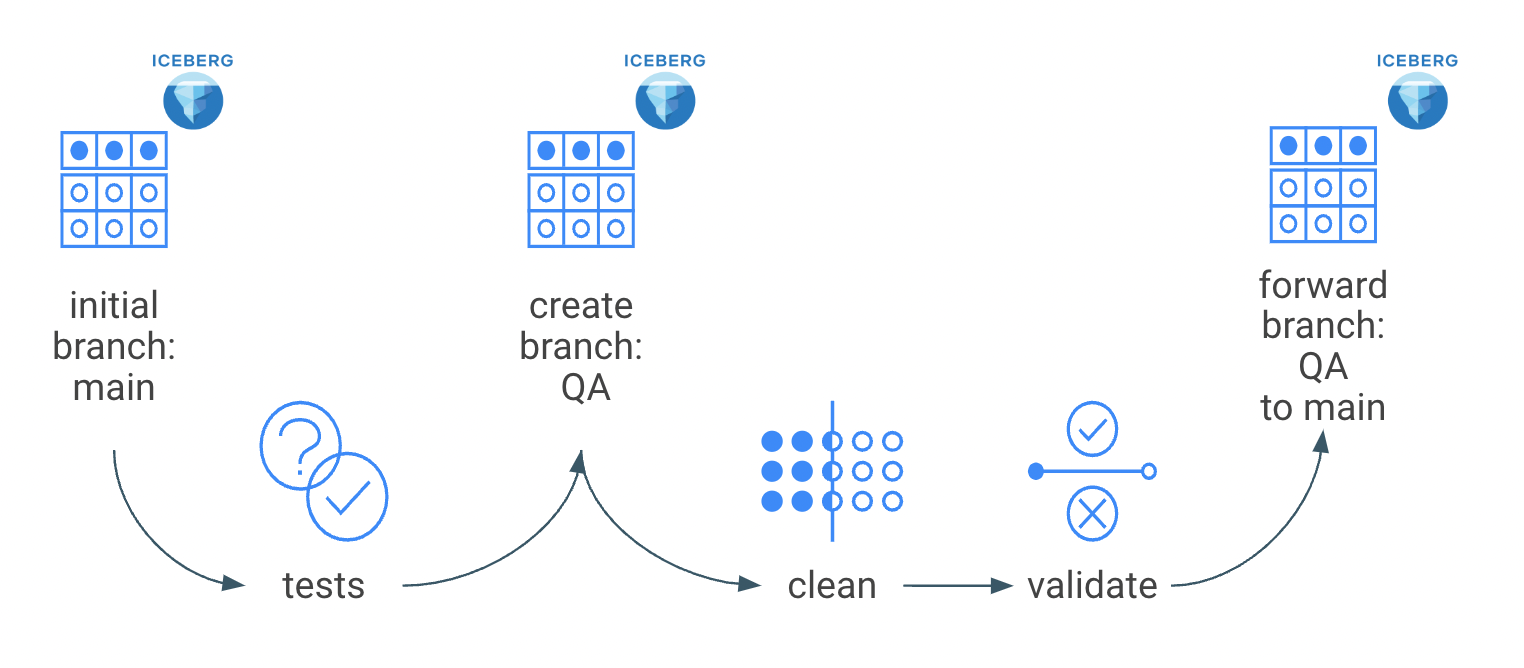 ICEBERG
initial
branch:
main
tests
ICEBERG
create
branch:
QA
clean
validate
ICEBERG
forward
branch:
QA
to main